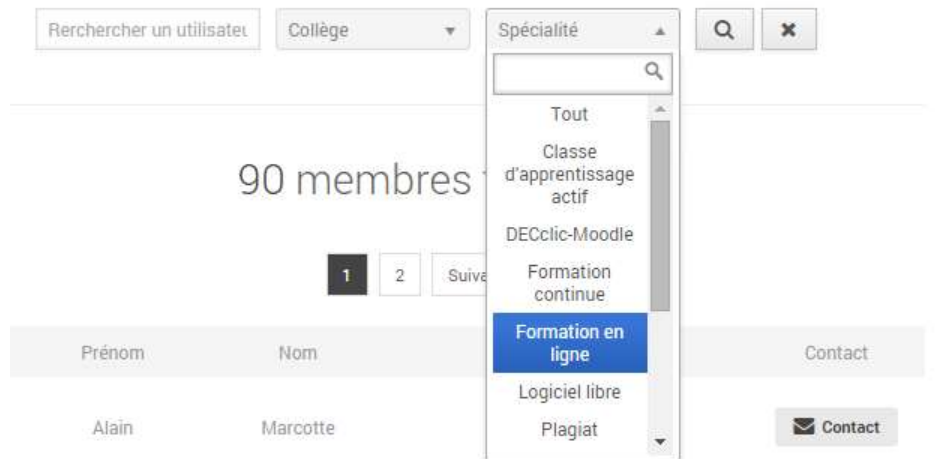 Rerchercher un utilisateu
Collège
Spécialité
Tout
Classe
d'apprentissage
actif
90 membres
DECclic-Moodle
Formation
continue
1 2 Suiva
Formation en
ligne
Prénom Nom Contact
Logiciel libre
Plagiat
Alain Marcotte Contact